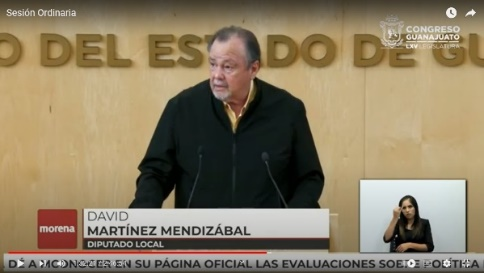 Sesión Ordinaria
CONGRESO
GUANAJUATO
LXV LEGISLATURA
O DEL ESTADO DE GU
DAVID
MARTÍNEZ MENDIZÁBAL
morena
DIPUTADO LOCAL
EN SU PÁGINA OFICIAL LAS EVALUACIONES SOBRE POLÍTICA